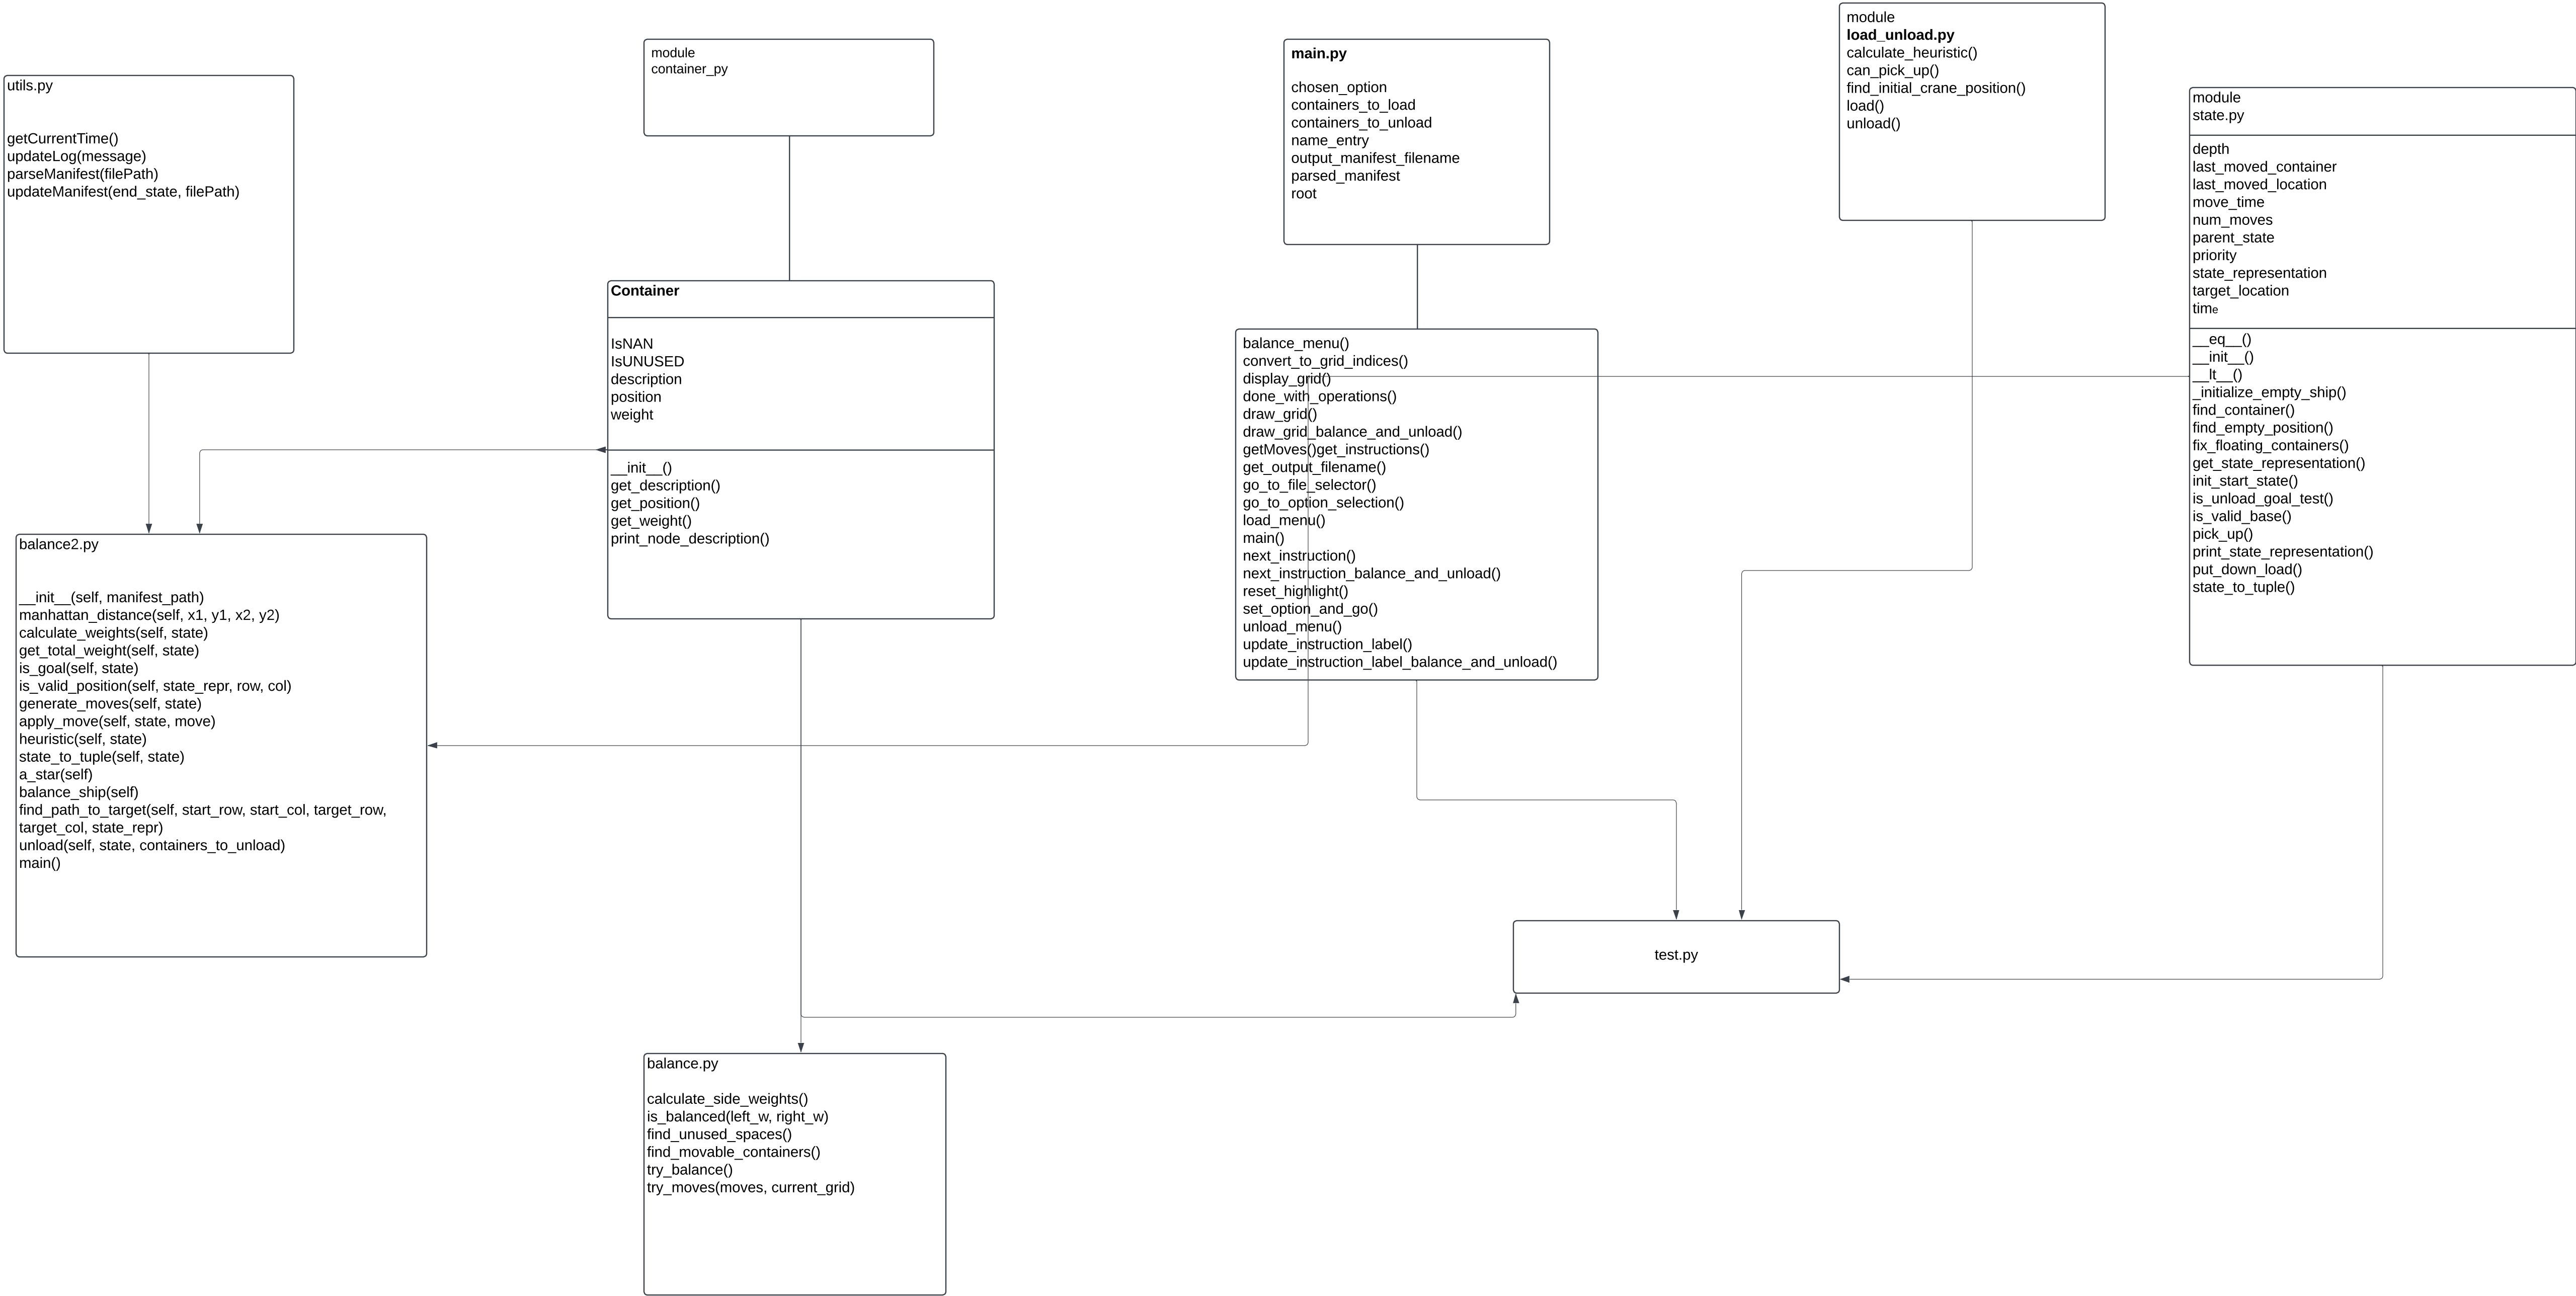 utils.py
getCurrentTime()
updateLog(message)
parseManifest(filePath)
updateManifest(end_state, filePath)
module
container_py
main.py
chosen_option
containers_to_load
containers_to_unload
name_entry
output_manifest_filename
parsed_manifest
root
module
load_unload.py
calculate_heuristic()
can_pick_up()
find_initial_crane_position()
load()
unload()
module
state.py
depth
last_moved_container
last_moved_location
move_time
num_moves
parent_state
priority
state_representation
target_location
time
__eq__()
__init__()
__lt__()
_initialize_empty_ship()
find_container()
find_empty_position()
fix_floating_containers()
get_state_representation()
init_start_state()
is_unload_goal_test()
is_valid_base()
pick_up()
print_state_representation()
put_down_load()
state_to_tuple()
Container
IsNAN
IsUNUSED
description
position
weight
__init__()
get_description()
get_position()
get_weight()
print_node_description()
balance_menu()
convert_to_grid_indices()
display_grid()
done_with_operations()
draw_grid()
draw_grid_balance_and_unload()
getMoves()get_instructions()
get_output_filename()
go_to_file_selector()
go_to_option_selection()
load_menu()
main()
next_instruction()
next_instruction_balance_and_unload()
reset_highlight()
set_option_and_go()
unload_menu()
update_instruction_label()
update_instruction_label_balance_and_unload()
balance2.py
__init__(self, manifest_path)
manhattan_distance(self, x1, y1, x2, y2)
calculate_weights(self, state)
get_total_weight(self, state)
is_goal(self, state)
is_valid_position(self, state_repr, row, col)
generate_moves(self, state)
apply_move(self, state, move)
heuristic(self, state)
state_to_tuple(self, state)
a_star(self)
balance_ship(self)
find_path_to_target(self, start_row, start_col, target_row,
target_col, state_repr)
unload(self, state, containers_to_unload)
main()
test.py
balance.py
calculate_side_weights()
is_balanced(left_w, right_w)
find_unused_spaces()
find_movable_containers()
try_balance()
try_moves(moves, current_grid)